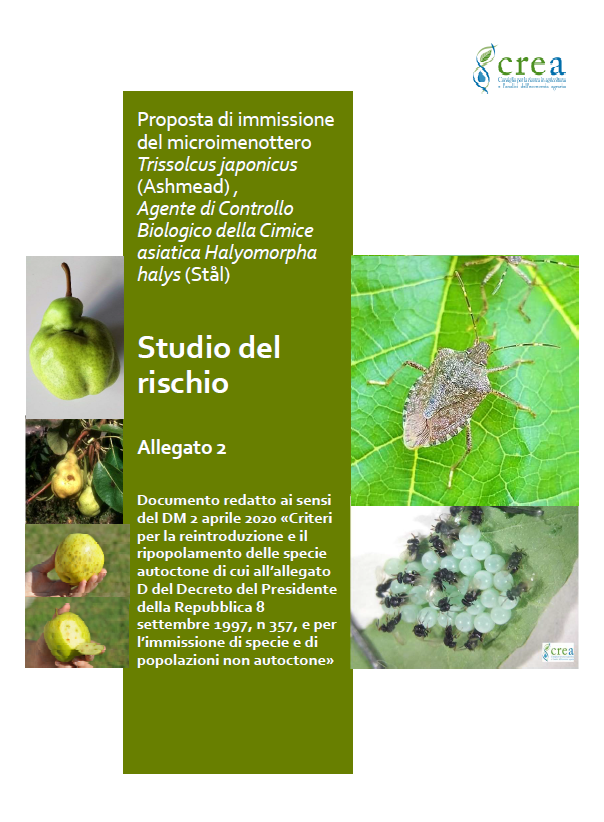 crea
Consiglio per la ricerca in agricoltura
e l'analisi dell'economia agraria
Proposta di immissione
del microimenottero
Trissolcus japonicus
(Ashmead) ,
Agente di Controllo
Biologico della Cimice
asiatica Halyomorpha
halys (Stål)
Studio del
rischio
Allegato 2
Documento redatto ai sensi
del DM 2 aprile 2020 «Criteri
per la reintroduzione e il
ripopolamento delle specie
autoctone di cui all’allegato
D del Decreto del Presidente
della Repubblica 8
settembre 1997, n 357, e per
l’immissione di specie e di
popolazioni non autoctone»
crea